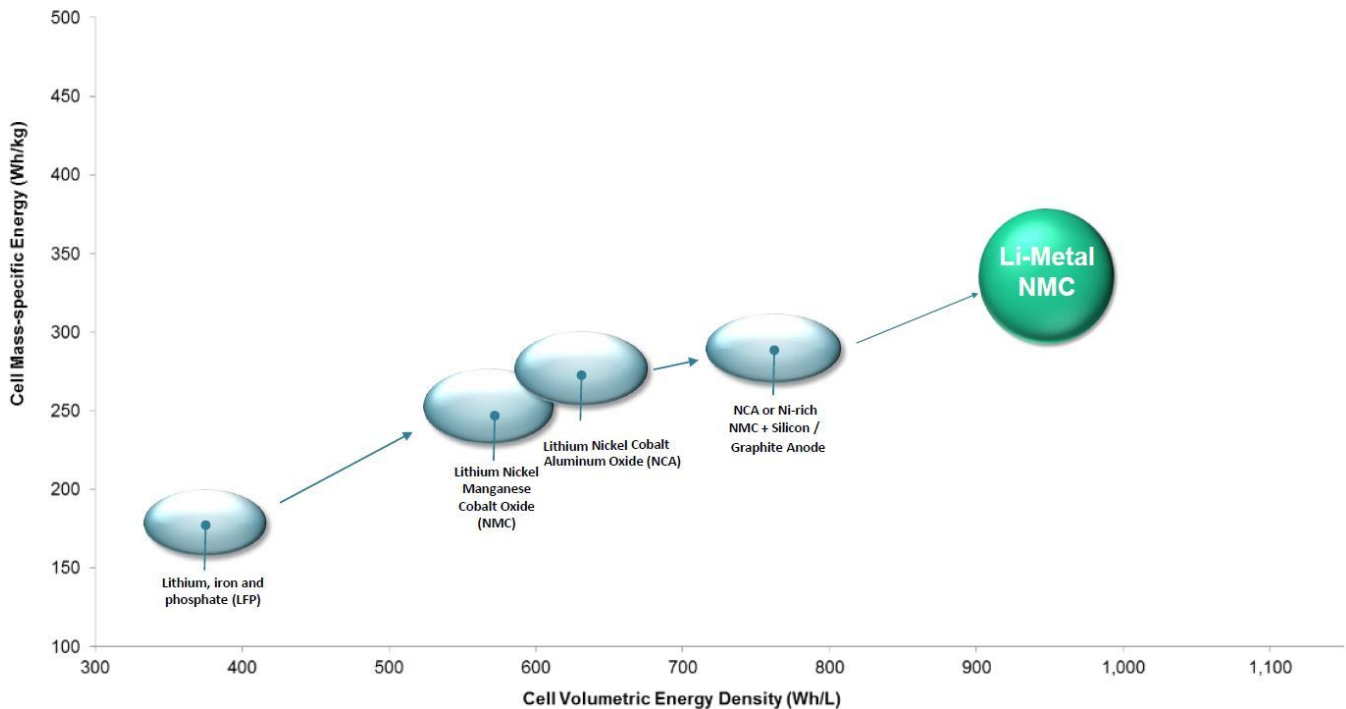 500
450
400
350
300
250
200
150
100
Cell Mass-specific Energy (Wh/kg)
Li-Metal
NMC
NCA or Ni-rich
NMC + Silicon /
Graphite Anode
Lithium Nickel Cobalt
Aluminum Oxide (NCA)
Lithium Nickel
Manganese
Cobalt Oxide
(NMC)
Lithium, iron and
phosphate (LFP)
300
400
500
600
700
800
900
1,000
1,100
Cell Volumetric Energy Density (Wh/L)